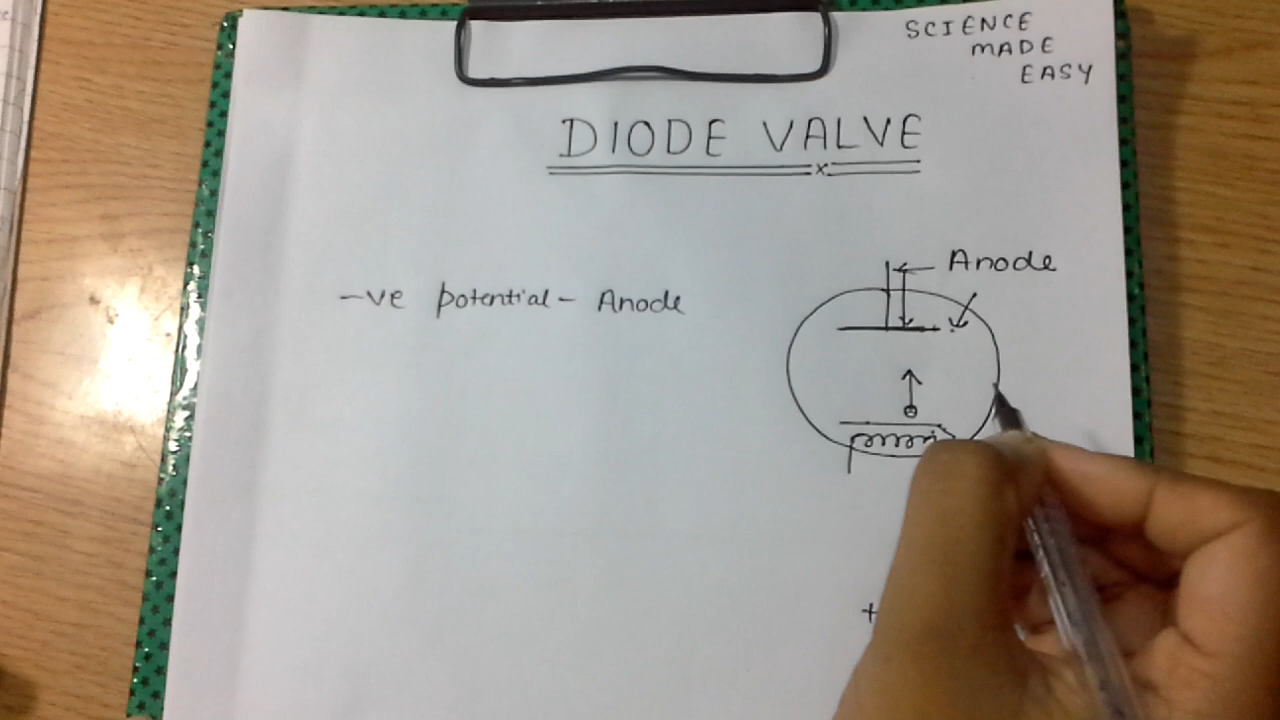 SCIENCE
MADE
EASY
DIODE VALVE
x
Anode
-ve potential - Anode
+